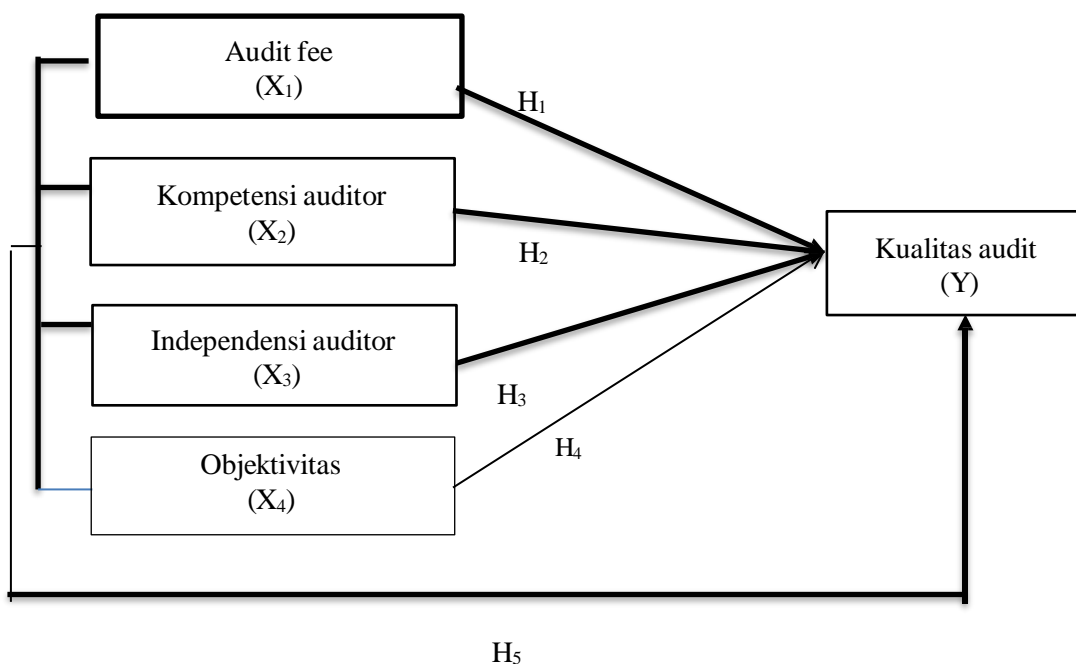 Audit fee
(X₁)
H₁
Kompetensi auditor
(X₂)
H₂
Kualitas audit
(Y)
Independensi auditor
(X₃)
H₃
H₄
Objektivitas
(X₄)
H₅